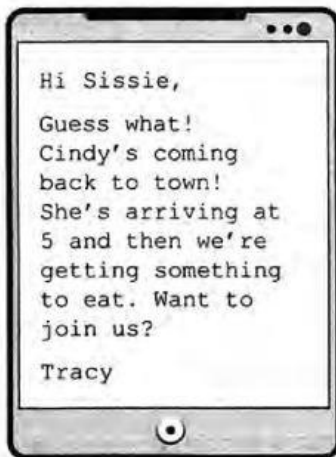 Hi Sissie,
Guess what!
Cindy's coming
back to town!
She's arriving at
5 and then we're
getting something
to eat. Want to
join us?
Tracy